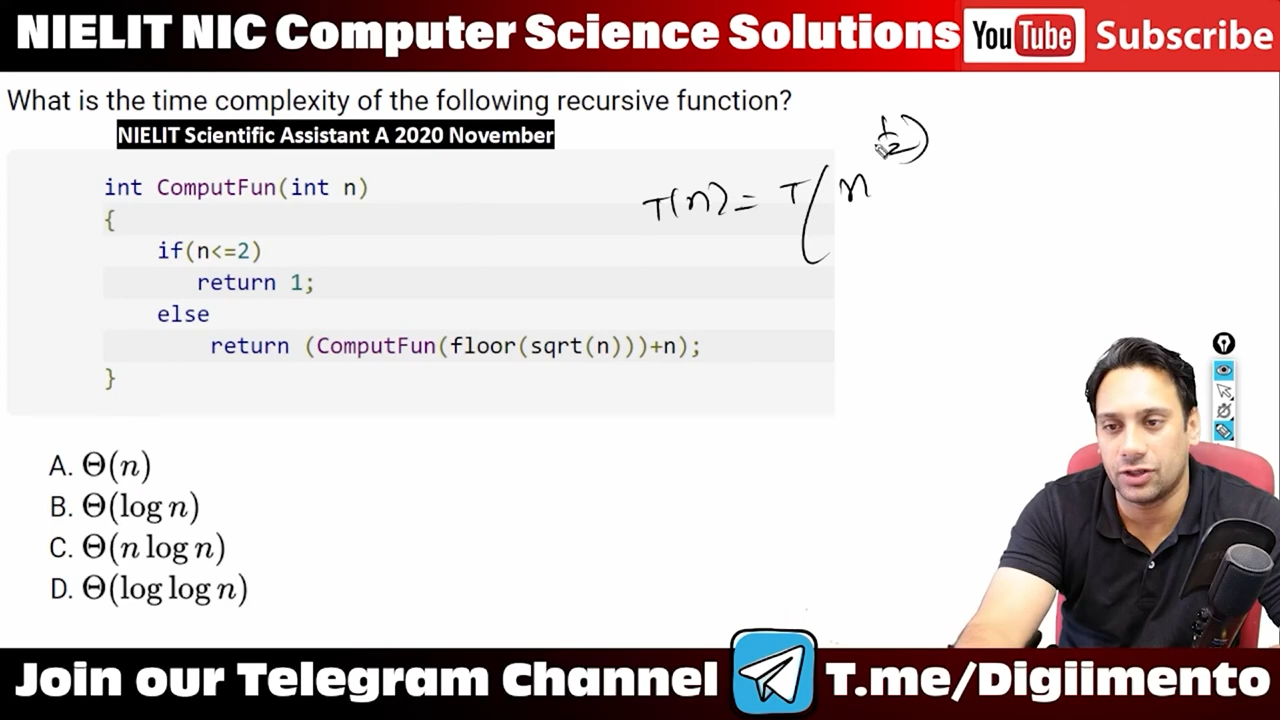 NIELIT NIC Computer Science Solutions YouTube Subscribe
What is the time complexity of the following recursive function?
NIELIT Scientific Assistant A 2020 November
int ComputFun(int n)
{
if(n<=2)
return 1;
else
return (ComputFun(floor(sqrt(n)))+n);
}
T(n) = T(n^(1/2))
A. Θ(n)
B. Θ(log n)
C. Θ(n log n)
D. Θ(log log n)
Join our Telegram Channel T.me/Digiimento